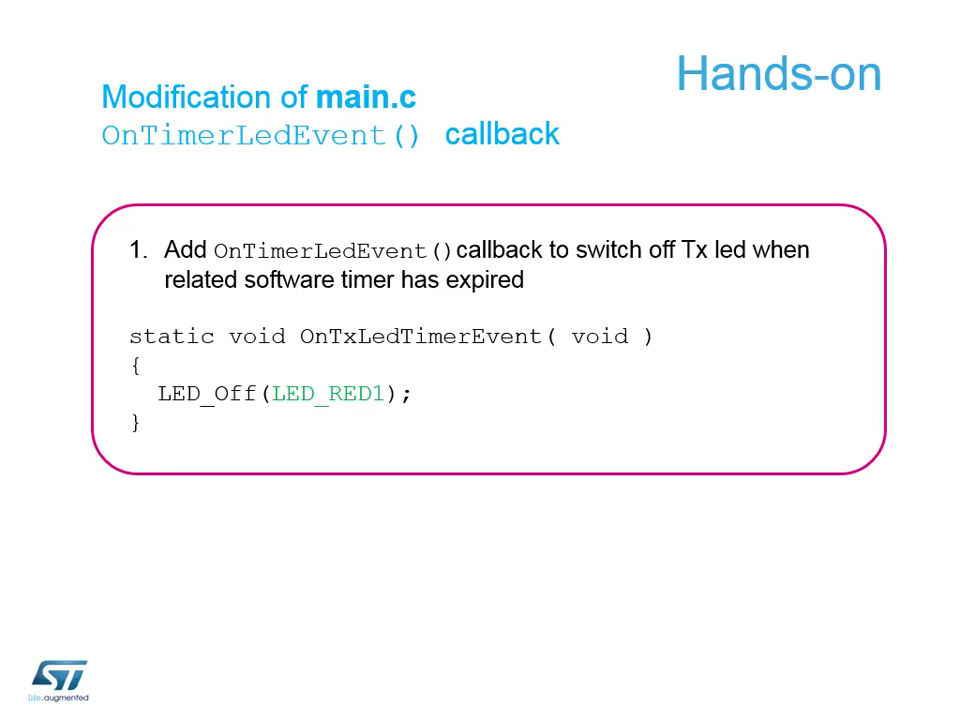 Hands-on
Modification of main.c
OnTimerLedEvent() callback
1. Add OnTimerLedEvent()callback to switch off Tx led when
related software timer has expired
static void OnTxLedTimerEvent( void )
{
LED_Off(LED_RED1);
}
ST
life.augmented